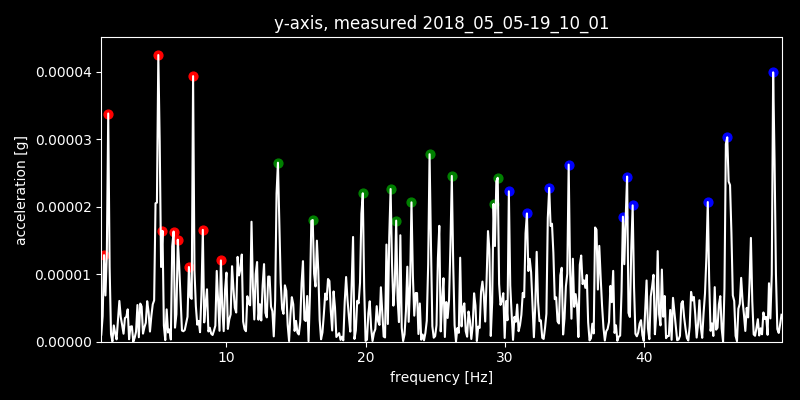 y-axis, measured 2018_05_05-19_10_01
acceleration [g]
0.00004
0.00003
0.00002
0.00001
0.00000
10 20 30 40
frequency [Hz]